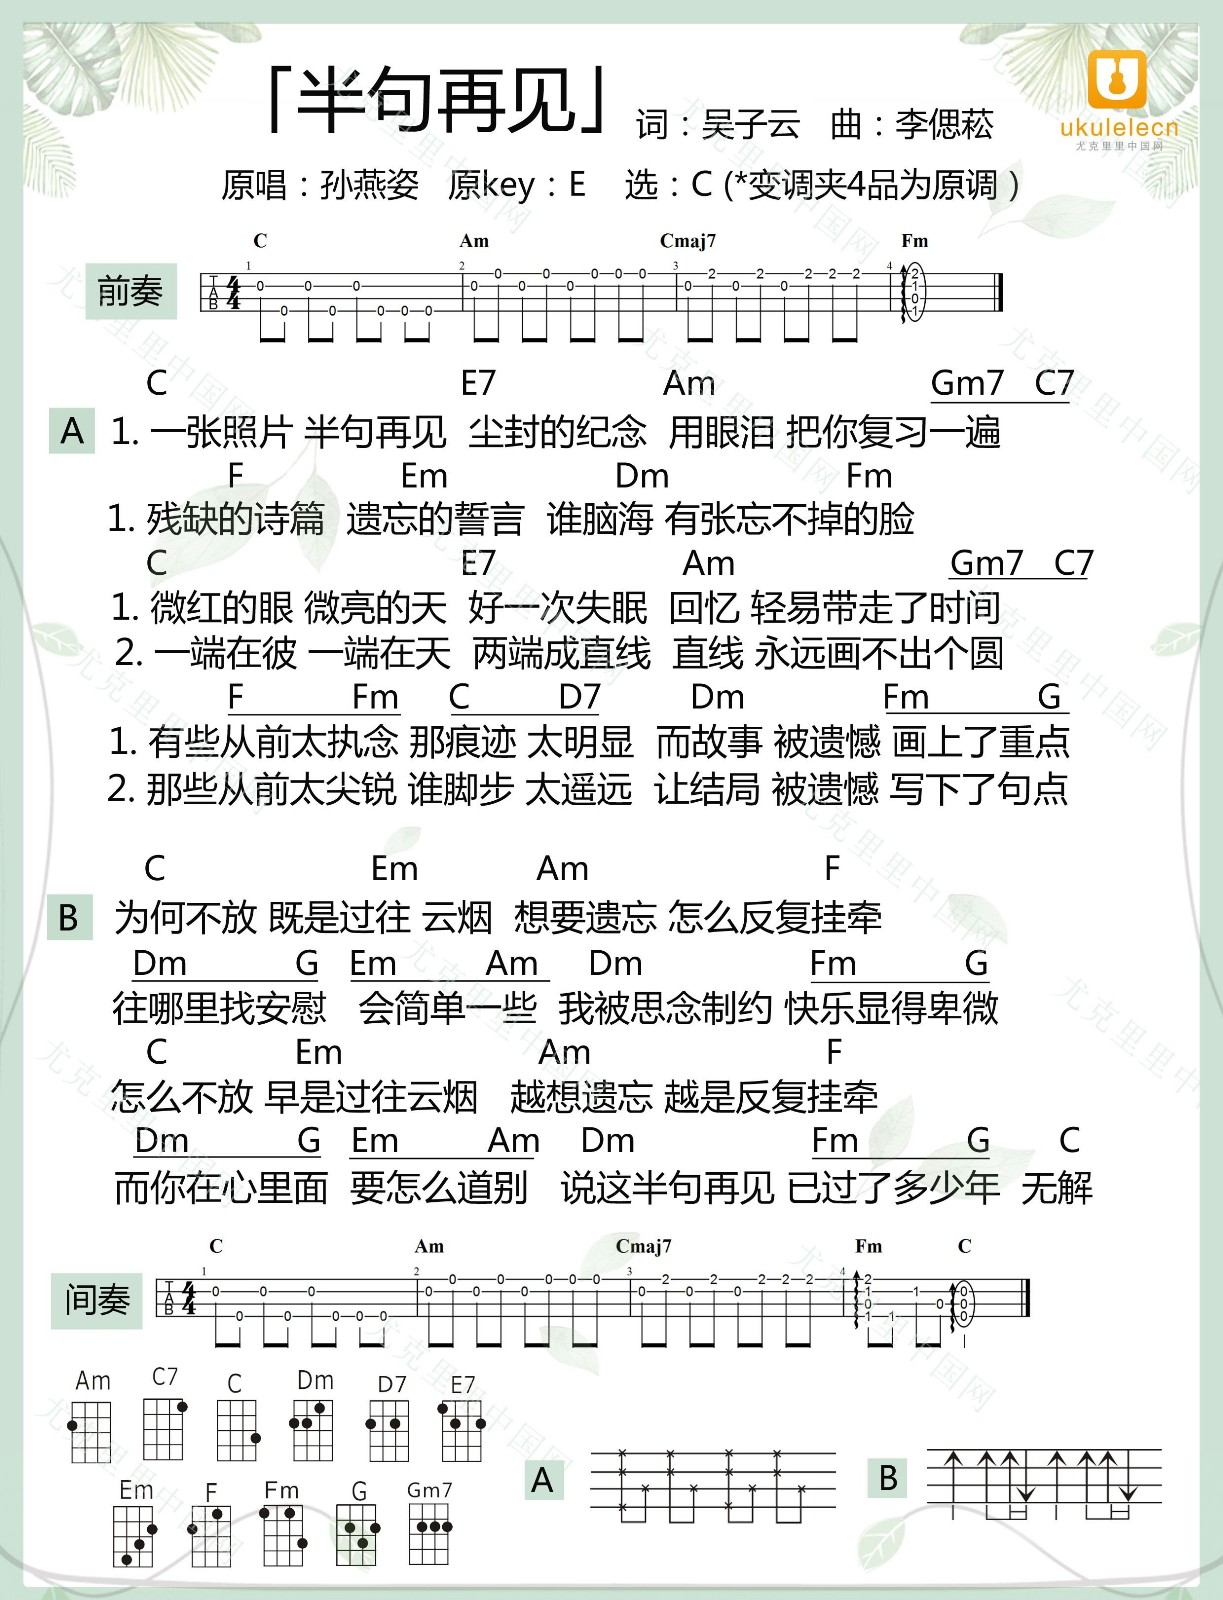 「半句再见」 词：吴子云 曲：李偲菘
ukulelecn
尤克里里中国网
原唱：孙燕姿 原key：E 选：C (*变调夹4品为原调 )
C Am Cmaj7 Fm
前奏
1 2 3 4
T A B 4 4
0 0 0 0 0 0 0 0 0 0 0 0 0 0 0 0 0 2 0 2 0 2 2 2 2 1 0 1
C E7 Am Gm7 C7
A 1. 一张照片 半句再见 尘封的纪念 用眼泪 把你复习一遍
F Em Dm Fm
1. 残缺的诗篇 遗忘的誓言 谁脑海 有张忘不掉的脸
C E7 Am Gm7 C7
1. 微红的眼 微亮的天 好一次失眠 回忆 轻易带走了时间
2. 一端在彼 一端在天 两端成直线 直线 永远画不出个圆
F Fm C D7 Dm Fm G
1. 有些从前太执念 那痕迹 太明显 而故事 被遗憾 画上了重点
2. 那些从前太尖锐 谁脚步 太遥远 让结局 被遗憾 写下了句点
C Em Am F
B 为何不放 既是过往 云烟 想要遗忘 怎么反复挂牵
Dm G Em Am Dm Fm G
往哪里找安慰 会简单一些 我被思念制约 快乐显得卑微
C Em Am F
怎么不放 早是过往云烟 越想遗忘 越是反复挂牵
Dm G Em Am Dm Fm G C
而你在心里面 要怎么道别 说这半句再见 已过了多少年 无解
C Am Cmaj7 Fm C
间奏
1 2 3 4
T A B 4 4
0 0 0 0 0 0 0 0 0 0 0 0 0 0 0 0 0 2 0 2 0 2 2 2 2 1 0 1 1 1 0 0 0 0
Am C7 C Dm D7 E7
A B
Em F Fm G Gm7